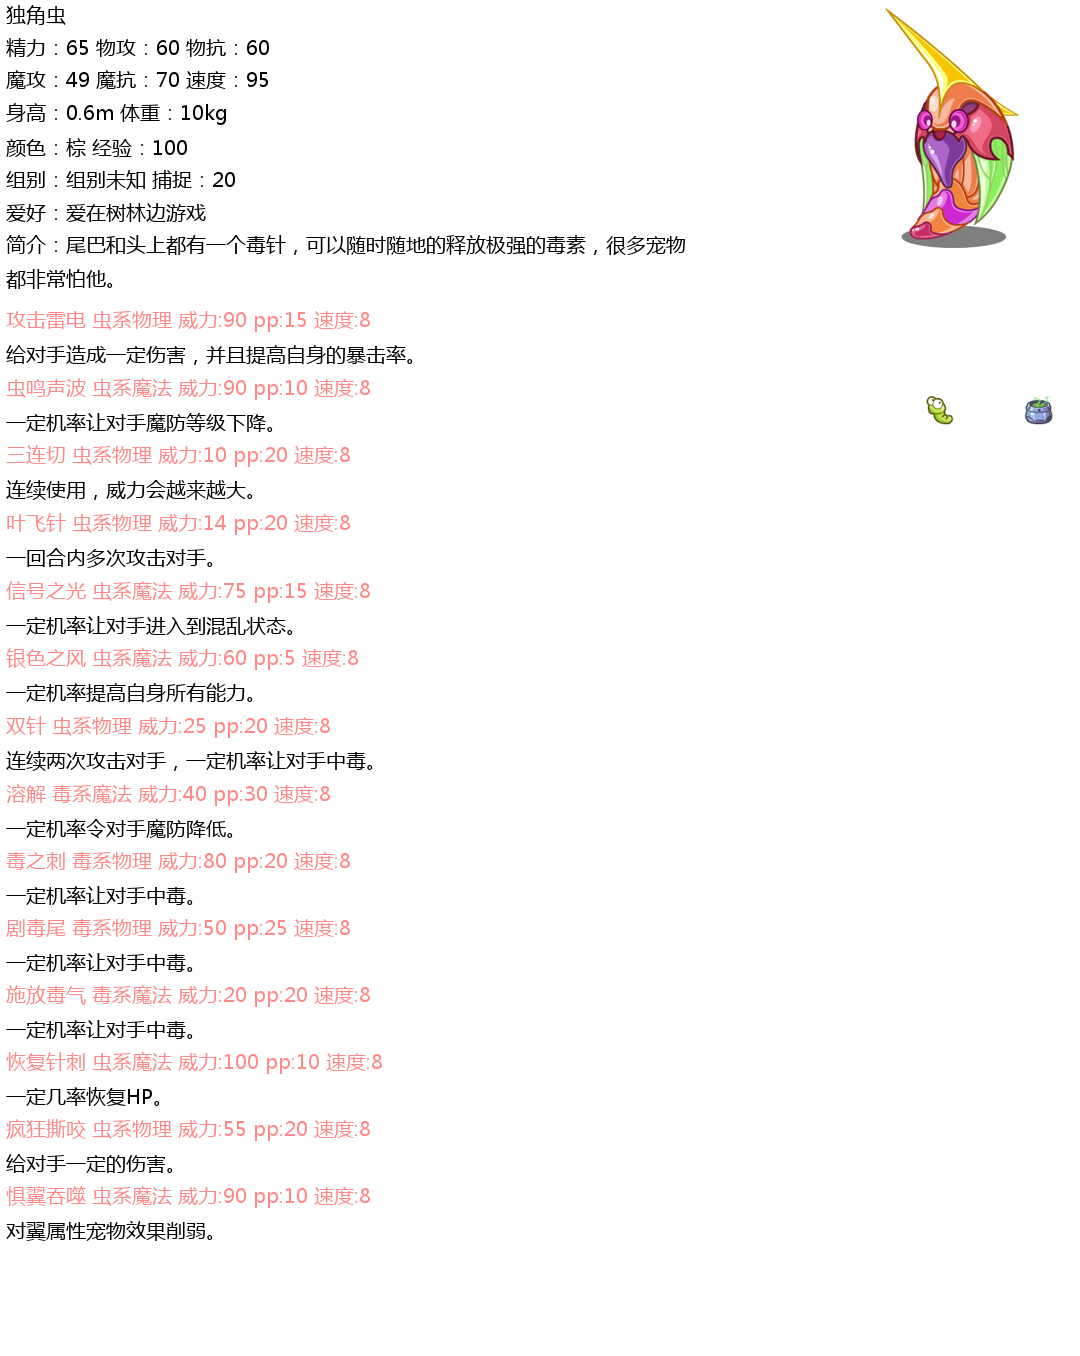 独角虫
精力：65 物攻：60 物抗：60
魔攻：49 魔抗：70 速度：95
身高：0.6m 体重：10kg
颜色：棕 经验：100
组别：组别未知 捕捉：20
爱好：爱在树林边游戏
简介：尾巴和头上都有一个毒针，可以随时随地的释放极强的毒素，很多宠物
都非常怕他。
攻击雷电 虫系物理 威力:90 pp:15 速度:8
给对手造成一定伤害，并且提高自身的暴击率。
虫鸣声波 虫系魔法 威力:90 pp:10 速度:8
一定机率让对手魔防等级下降。
三连切 虫系物理 威力:10 pp:20 速度:8
连续使用，威力会越来越大。
叶飞针 虫系物理 威力:14 pp:20 速度:8
一回合内多次攻击对手。
信号之光 虫系魔法 威力:75 pp:15 速度:8
一定机率让对手进入到混乱状态。
银色之风 虫系魔法 威力:60 pp:5 速度:8
一定机率提高自身所有能力。
双针 虫系物理 威力:25 pp:20 速度:8
连续两次攻击对手，一定机率让对手中毒。
溶解 毒系魔法 威力:40 pp:30 速度:8
一定机率令对手魔防降低。
毒之刺 毒系物理 威力:80 pp:20 速度:8
一定机率让对手中毒。
剧毒尾 毒系物理 威力:50 pp:25 速度:8
一定机率让对手中毒。
施放毒气 毒系魔法 威力:20 pp:20 速度:8
一定机率让对手中毒。
恢复针刺 虫系魔法 威力:100 pp:10 速度:8
一定几率恢复HP。
疯狂撕咬 虫系物理 威力:55 pp:20 速度:8
给对手一定的伤害。
惧翼吞噬 虫系魔法 威力:90 pp:10 速度:8
对翼属性宠物效果削弱。